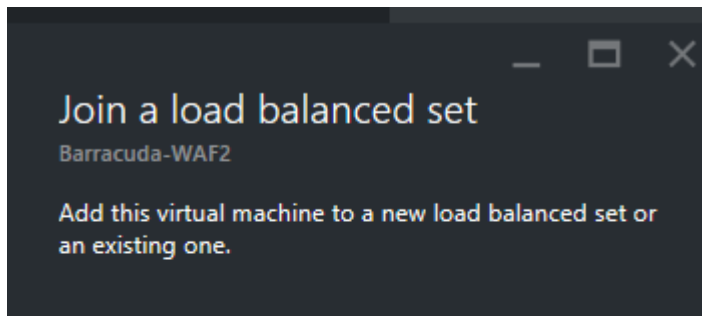 Join a load balanced set
Barracuda-WAF2
Add this virtual machine to a new load balanced set or
an existing one.